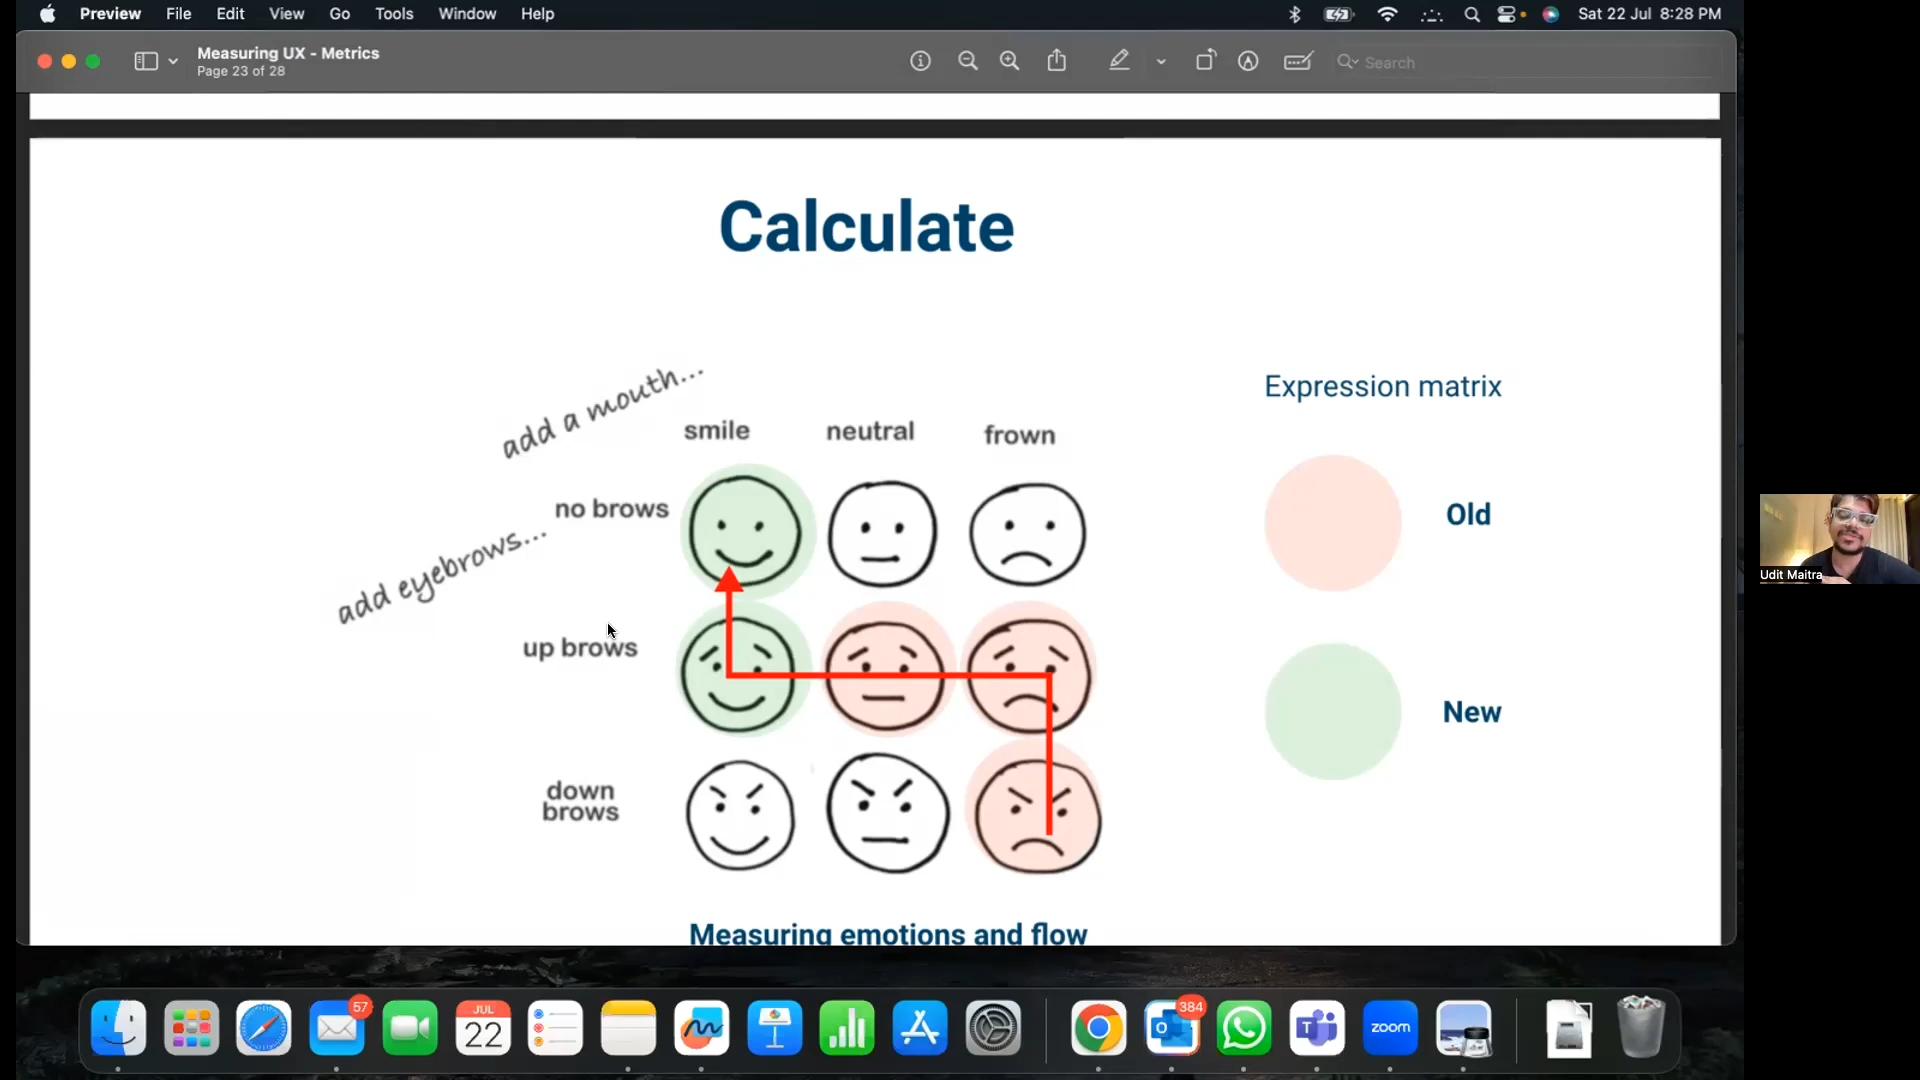 Preview File Edit View Go Tools Window Help Sat 22 Jul 8:28 PM
Measuring UX - Metrics
Page 23 of 28
Search
Calculate
add a mouth...
add eyebrows...
smile neutral frown
no brows
up brows
down
brows
Expression matrix
Old
New
Measuring emotions and flow
Udit Maitra
57
JUL
22
384
zoom